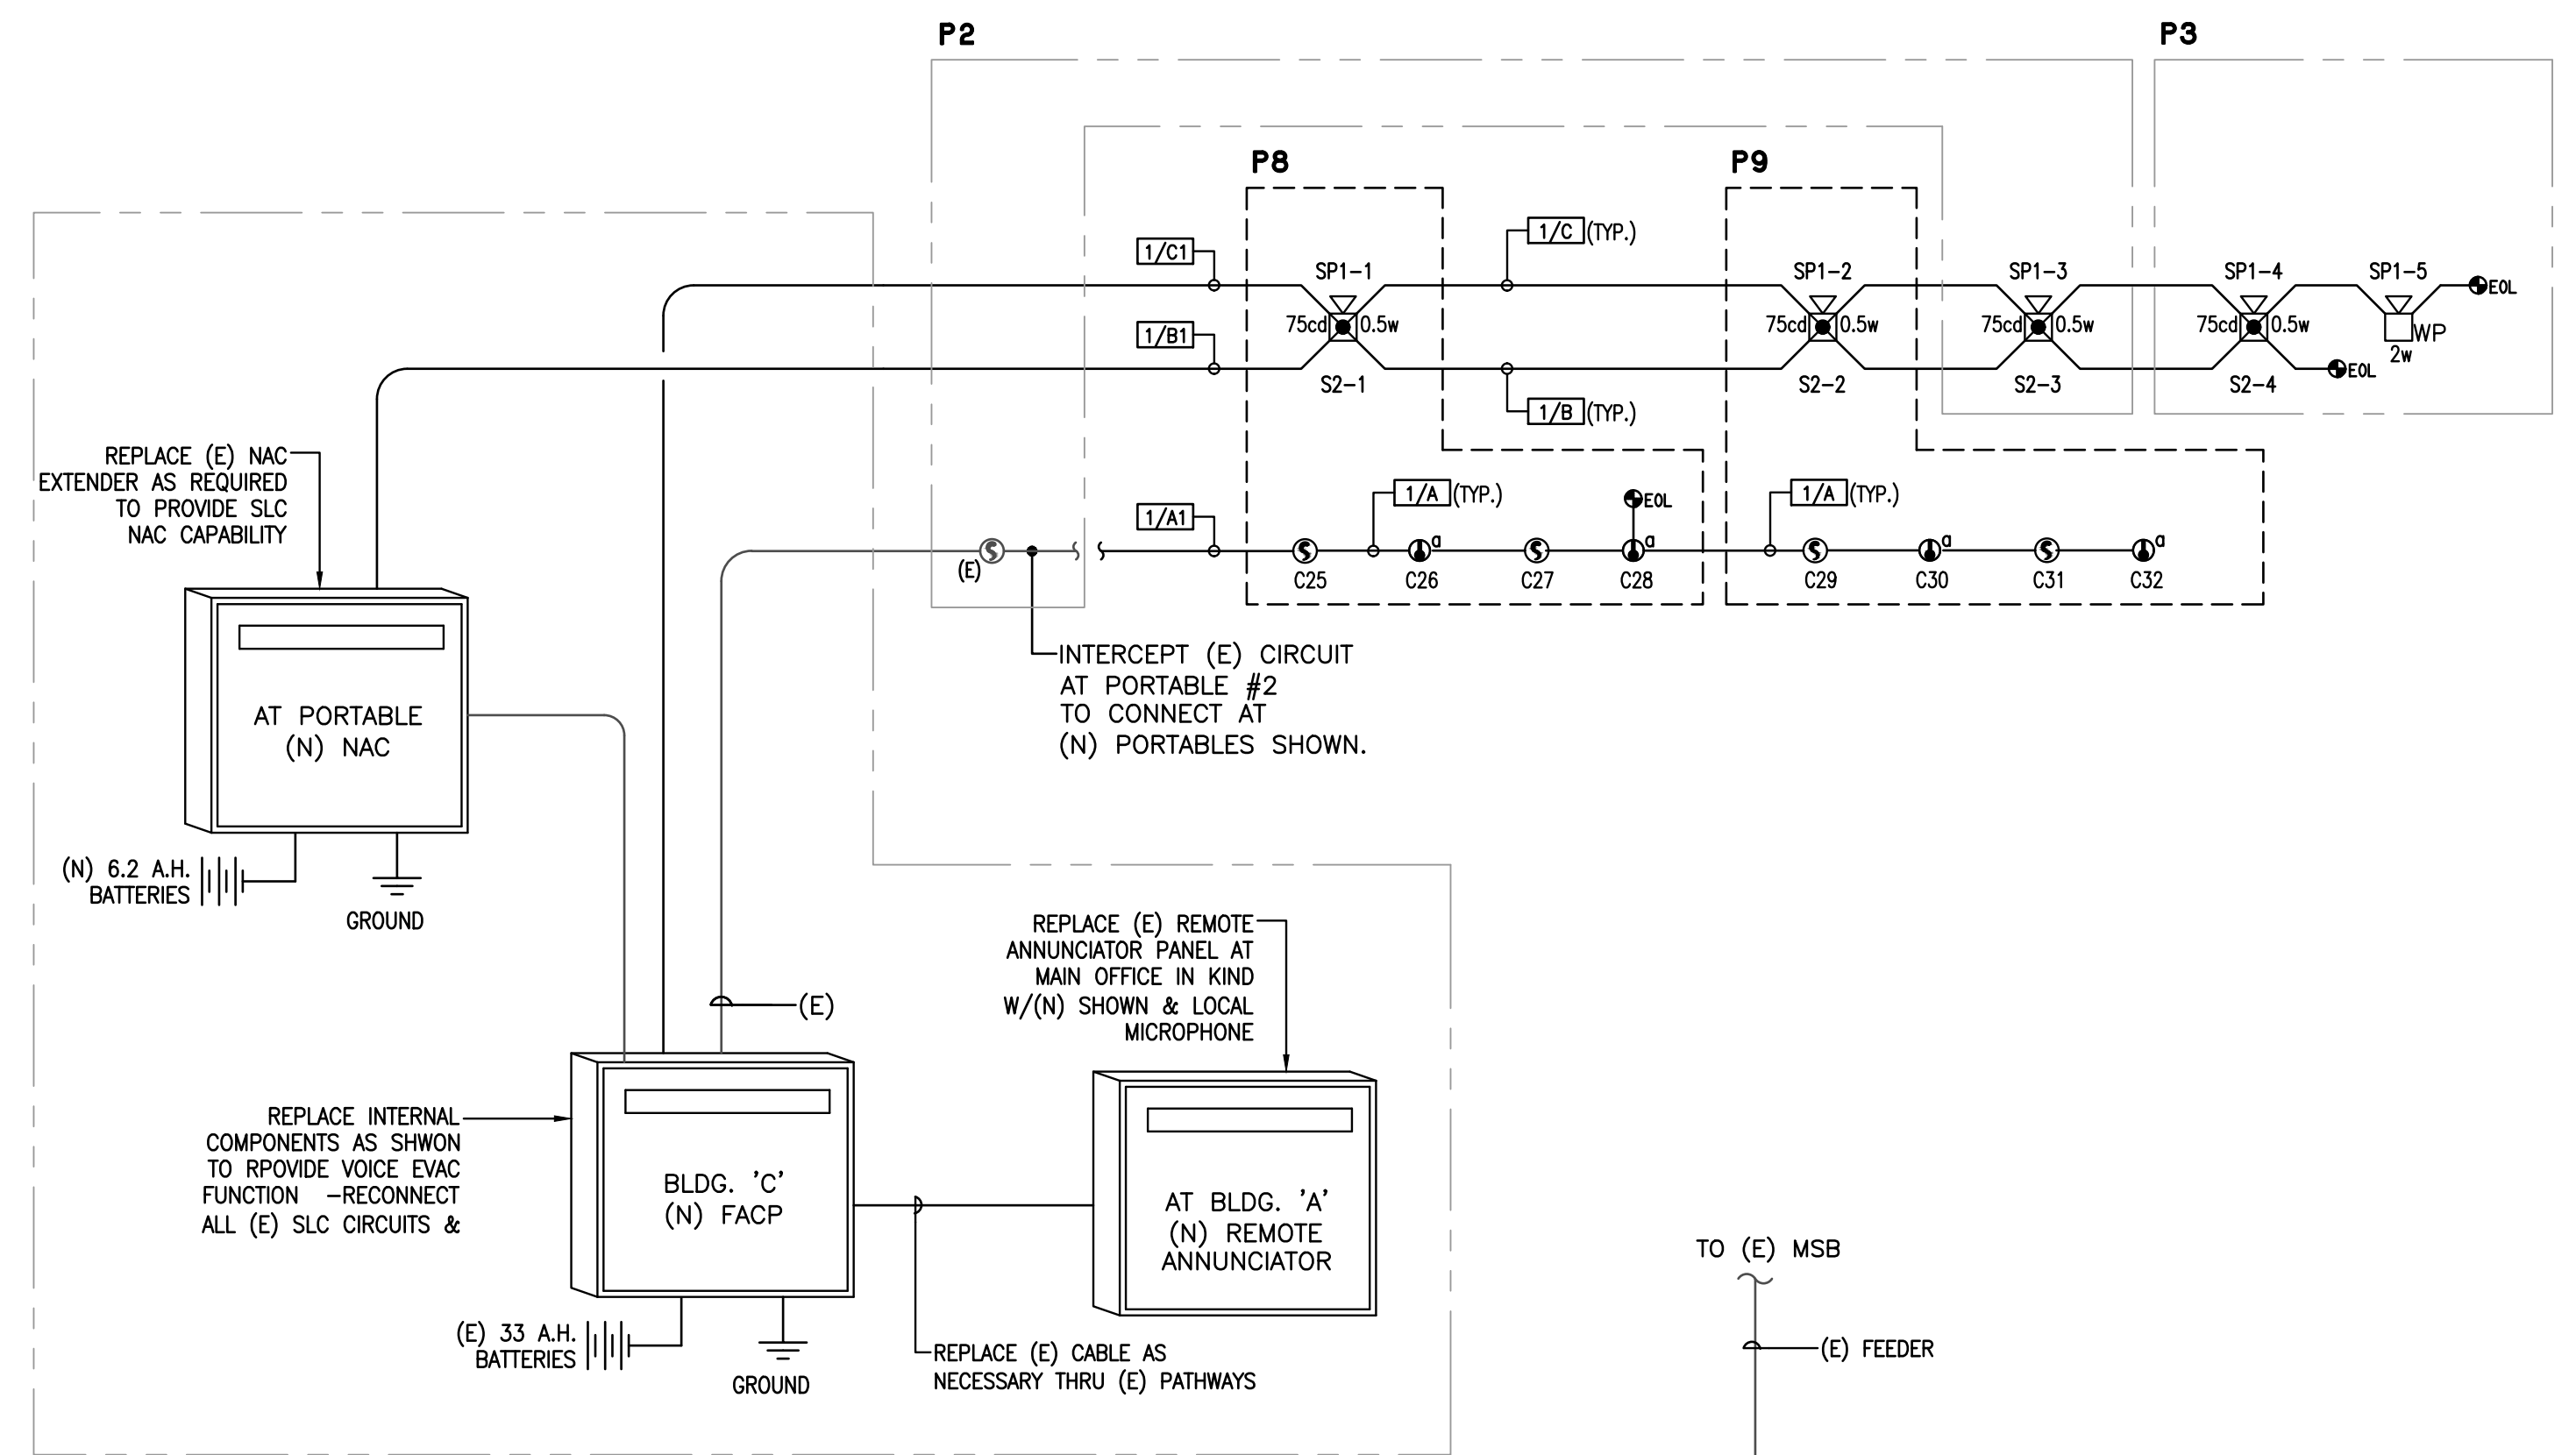 P2
P3
P8
P9
1/C1
1/C (TYP.)
SP1-1
SP1-2
SP1-3
SP1-4
SP1-5
EOL
1/B1
75cd 0.5w
75cd 0.5w
75cd 0.5w
75cd 0.5w
WP
2w
EOL
S2-1
S2-2
S2-3
S2-4
1/B (TYP.)
REPLACE (E) NAC
EXTENDER AS REQUIRED
TO PROVIDE SLC
NAC CAPABILITY
1/A1
1/A (TYP.)
EOL
1/A (TYP.)
a
a
a
a
(E)
C25
C26
C27
C28
C29
C30
C31
C32
INTERCEPT (E) CIRCUIT
AT PORTABLE #2
TO CONNECT AT
(N) PORTABLES SHOWN.
AT PORTABLE
(N) NAC
(N) 6.2 A.H.
BATTERIES
GROUND
REPLACE (E) REMOTE
ANNUNCIATOR PANEL AT
MAIN OFFICE IN KIND
W/(N) SHOWN & LOCAL
MICROPHONE
(E)
REPLACE INTERNAL
COMPONENTS AS SHWON
TO RPOVIDE VOICE EVAC
FUNCTION -RECONNECT
ALL (E) SLC CIRCUITS &
BLDG. 'C'
(N) FACP
AT BLDG. 'A'
(N) REMOTE
ANNUNCIATOR
(E) 33 A.H.
BATTERIES
GROUND
REPLACE (E) CABLE AS
NECESSARY THRU (E) PATHWAYS
TO (E) MSB
(E) FEEDER